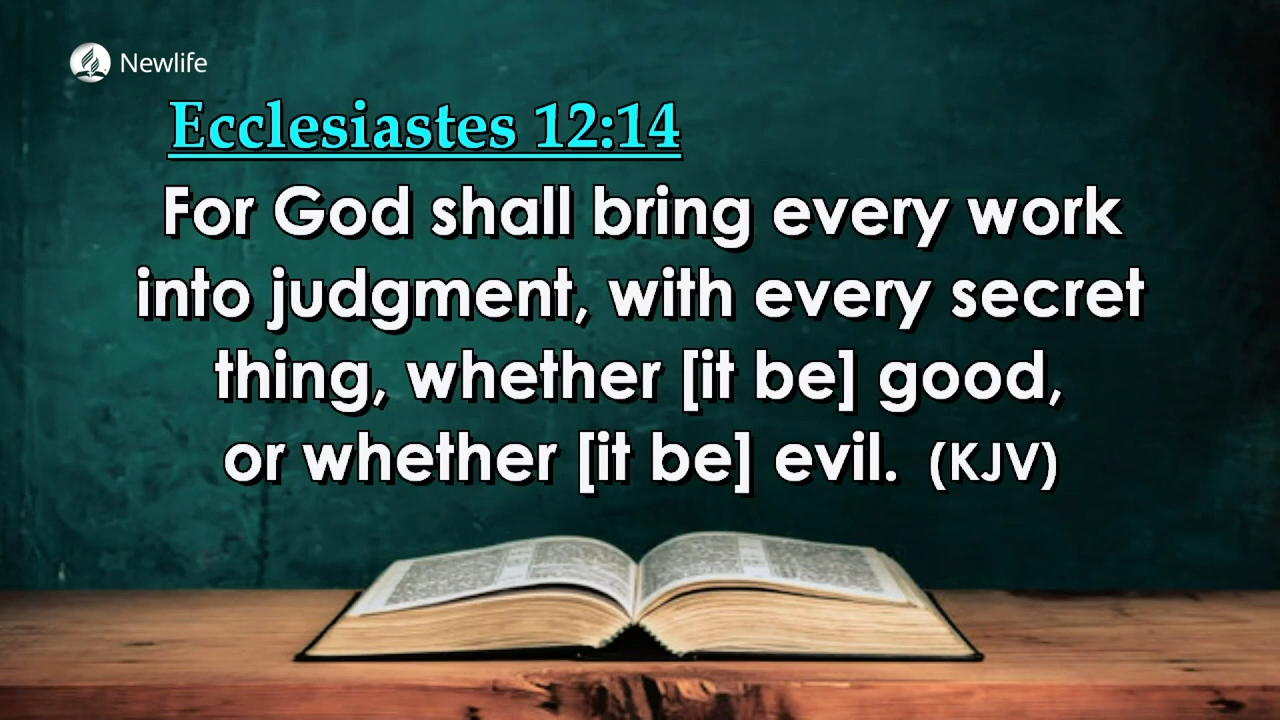 Newlife
Ecclesiastes 12:14
For God shall bring every work
into judgment, with every secret
thing, whether [it be] good,
or whether [it be] evil. (KJV)